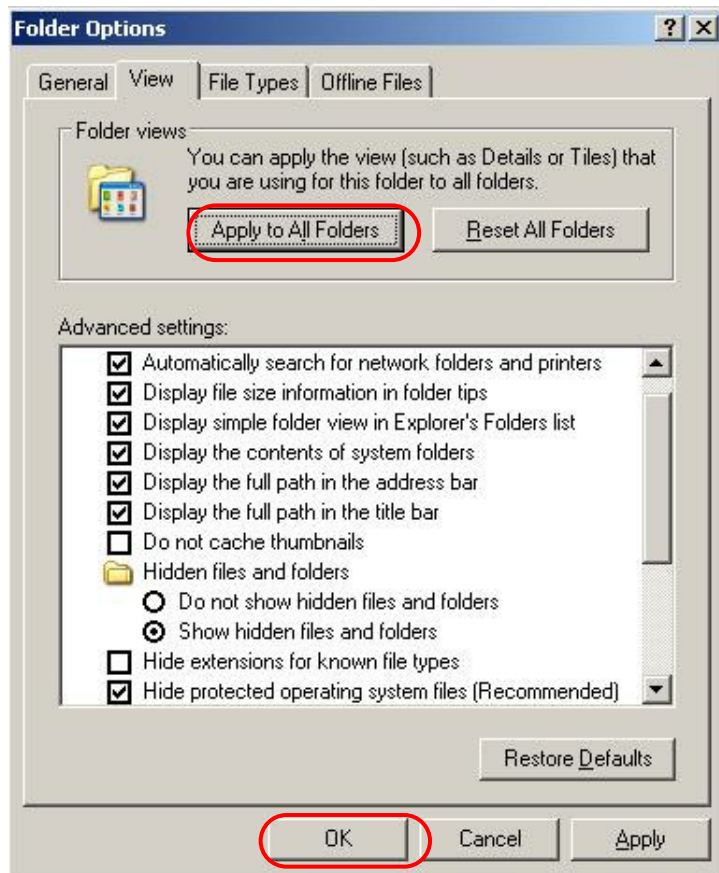 Folder Options
General View File Types Offline Files
Folder views
You can apply the view (such as Details or Tiles) that
you are using for this folder to all folders.
Apply to All Folders Reset All Folders
Advanced settings:
Automatically search for network folders and printers
Display file size information in folder tips
Display simple folder view in Explorer's Folders list
Display the contents of system folders
Display the full path in the address bar
Display the full path in the title bar
Do not cache thumbnails
Hidden files and folders
Do not show hidden files and folders
Show hidden files and folders
Hide extensions for known file types
Hide protected operating system files (Recommended)
Restore Defaults
OK Cancel Apply